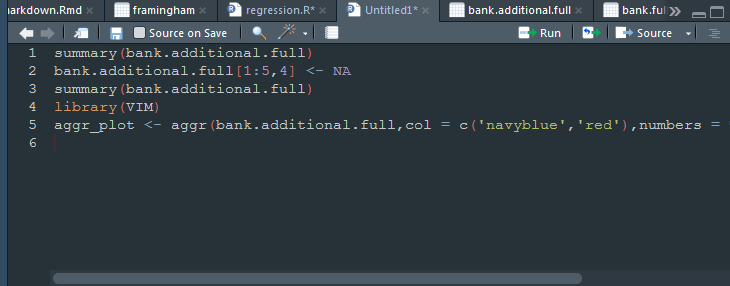 arkdown.Rmd framingham regression.R* Untitled1* bank.additional.full bank.ful
Source on Save Run Source
1 summary(bank.additional.full)
2 bank.additional.full[1:5,4] <- NA
3 summary(bank.additional.full)
4 library(VIM)
5 aggr_plot <- aggr(bank.additional.full,col = c('navyblue','red'),numbers =
6